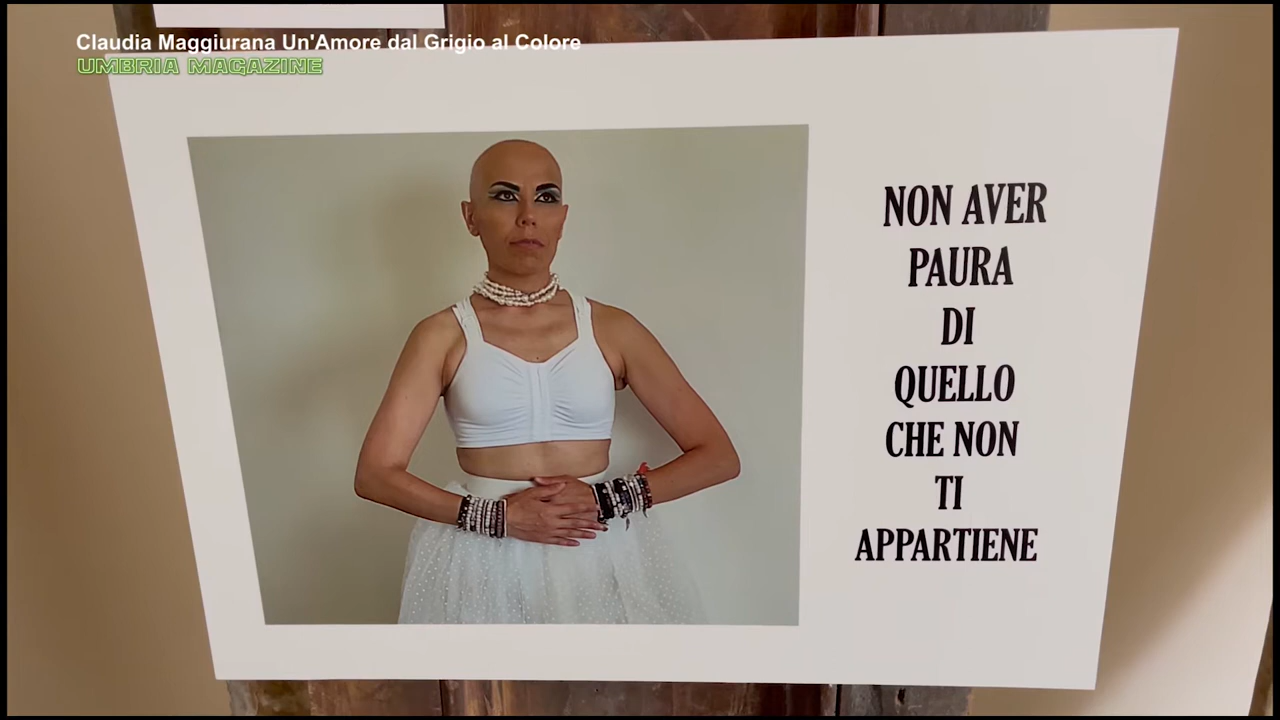 Claudia Maggiurana Un'Amore dal Grigio al Colore
UMBRIA MAGAZINE
NON AVER
PAURA
DI
QUELLO
CHE NON
TI
APPARTIENE